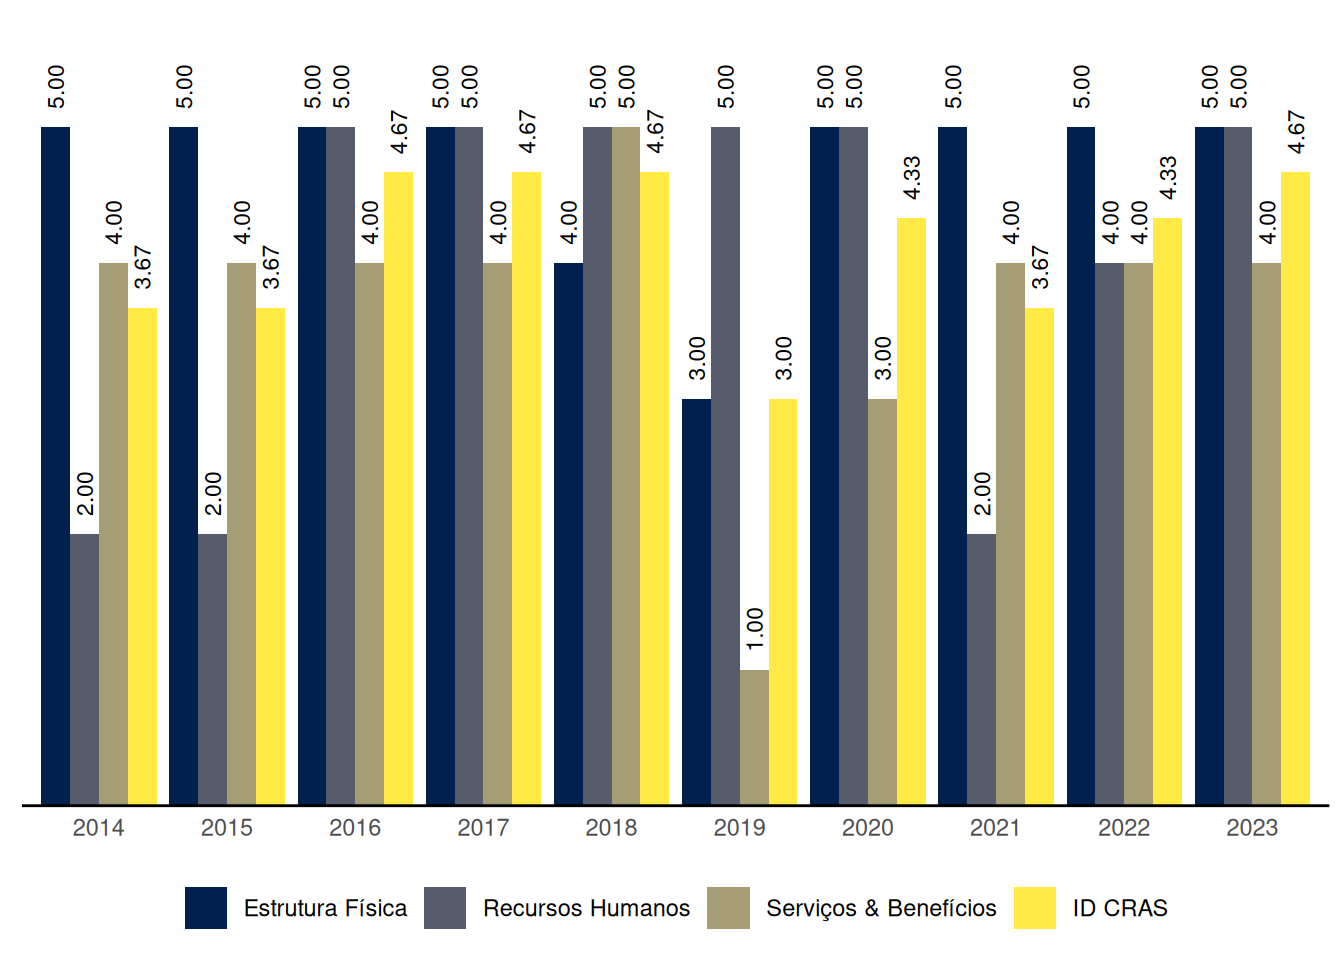 5.00 5.00 5.00 5.00 5.00 5.00 5.00 5.00 5.00 5.00 5.00 5.00 5.00 5.00 5.00
4.67 4.67 4.67 4.67
4.33 4.33
4.00 4.00 4.00 4.00 4.00 4.00 4.00 4.00 4.00
3.67 3.67 3.67
3.00 3.00 3.00
2.00 2.00 2.00
1.00
2014 2015 2016 2017 2018 2019 2020 2021 2022 2023
Estrutura Física Recursos Humanos Serviços & Benefícios ID CRAS